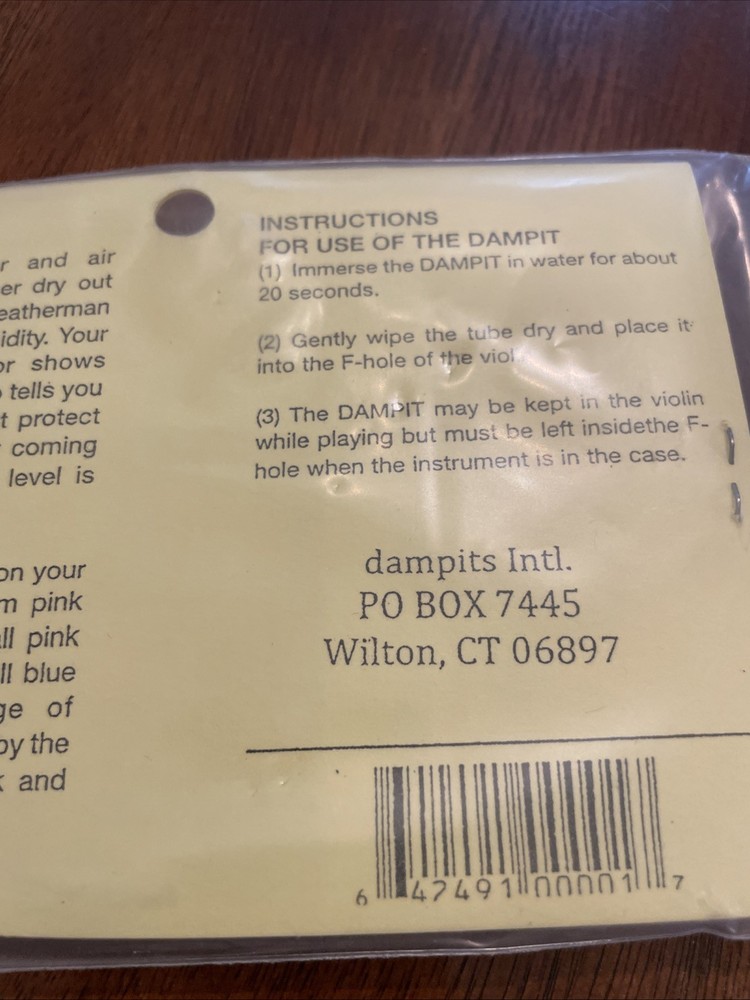 r and air
er dry out
eatherman
idity. Your
or shows
tells you
t protect
coming
level is
on your
m pink
ll pink
ll blue
ge of
by the
and
INSTRUCTIONS
FOR USE OF THE DAMPIT
(1) Immerse the DAMPIT in water for about
20 seconds.
(2) Gently wipe the tube dry and place it
into the F-hole of the viol
(3) The DAMPIT may be kept in the violin
while playing but must be left insidethe F-
hole when the instrument is in the case.
dampits Intl.
PO BOX 7445
Wilton, CT 06897
6 47491 00001 7